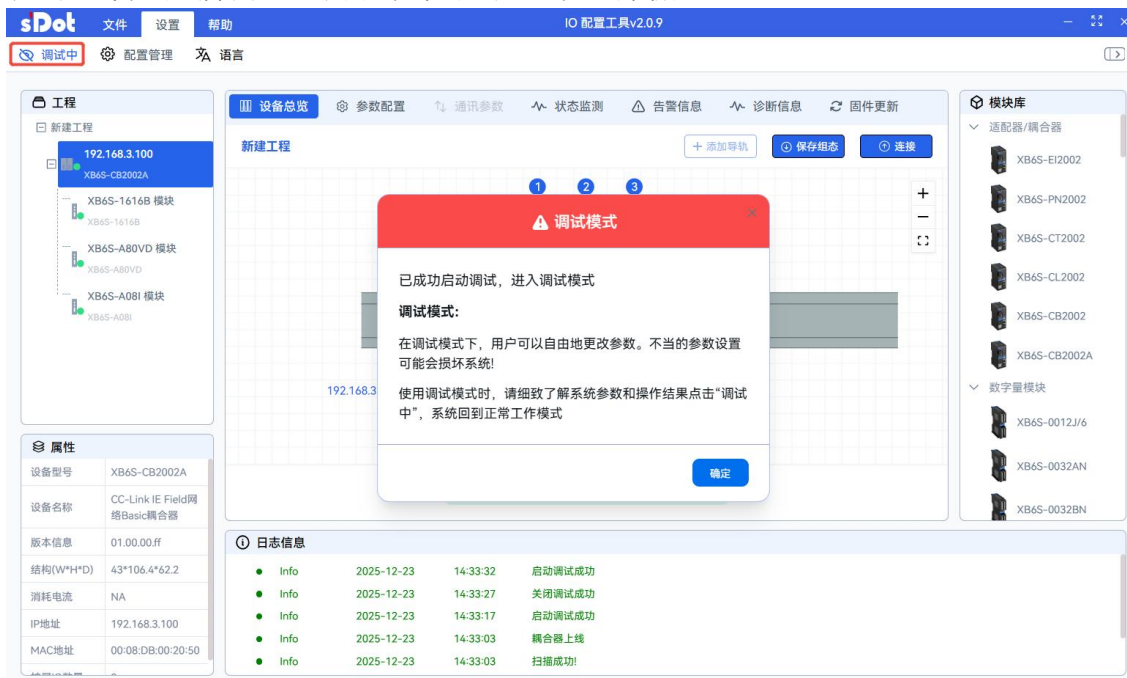 sDot 文件 设置 帮助 IO 配置工具v2.0.9
调试中 配置管理 语言
工程
新建工程
192.168.3.100
XB6S-CB2002A
XB6S-1616B 模块
XB6S-1616B
XB6S-A80VD 模块
XB6S-A80VD
XB6S-A08I 模块
XB6S-A08I
属性
设备型号 XB6S-CB2002A
设备名称 CC-Link IE Field网
络Basic耦合器
版本信息 01.00.00.ff
结构(W*H*D) 43*106.4*62.2
消耗电流 NA
IP地址 192.168.3.100
MAC地址 00:08:DB:00:20:50
设备总览 参数配置 通讯参数 状态监测 告警信息 诊断信息 固件更新
新建工程 + 添加导轨 保存组态 连接
1 2 3
192.168.3
调试模式
已成功启动调试，进入调试模式
调试模式：
在调试模式下，用户可以自由地更改参数。不当的参数设置
可能会损坏系统!
使用调试模式时，请细致了解系统参数和操作结果点击“调试
中”，系统回到正常工作模式
确定
日志信息
Info 2025-12-23 14:33:32 启动调试成功
Info 2025-12-23 14:33:27 关闭调试成功
Info 2025-12-23 14:33:17 启动调试成功
Info 2025-12-23 14:33:03 耦合器上线
Info 2025-12-23 14:33:03 扫描成功!
模块库
适配器/耦合器
XB6S-EI2002
XB6S-PN2002
XB6S-CT2002
XB6S-CL2002
XB6S-CB2002
XB6S-CB2002A
数字量模块
XB6S-0012J/6
XB6S-0032AN
XB6S-0032BN